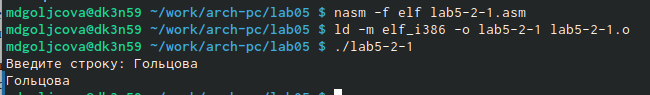 mdgoljcova@dk3n59 ~/work/arch-pc/lab05 $ nasm -f elf lab5-2-1.asm
mdgoljcova@dk3n59 ~/work/arch-pc/lab05 $ ld -m elf_i386 -o lab5-2-1 lab5-2-1.o
mdgoljcova@dk3n59 ~/work/arch-pc/lab05 $ ./lab5-2-1
Введите строку: Гольцова
Гольцова